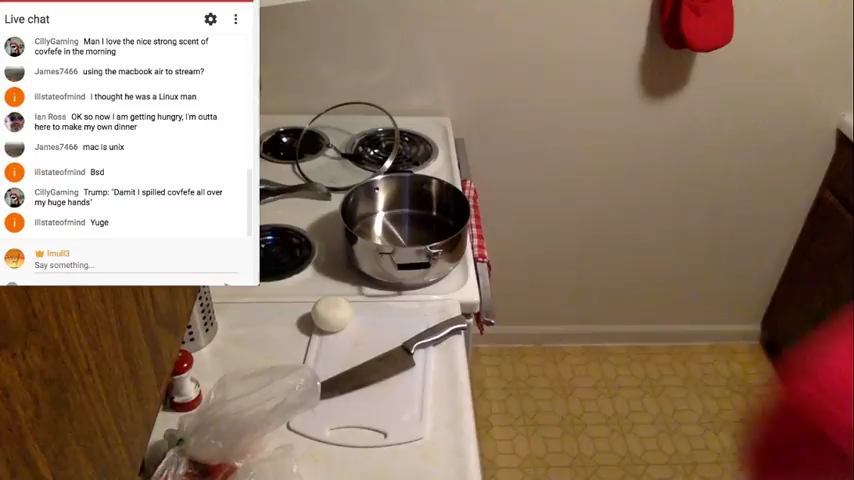 Live chat
CillyGaming Man I love the nice strong scent of
covfefe in the morning
James7466 using the macbook air to stream?
illstateofmind I thought he was a Linux man
Ian Ross OK so now I am getting hungry, I'm outta
here to make my own dinner
James7466 mac is unix
illstateofmind Bsd
CillyGaming Trump: "Damit I spilled covfefe all over
my huge hands"
illstateofmind Yuge
lmull3
Say something...